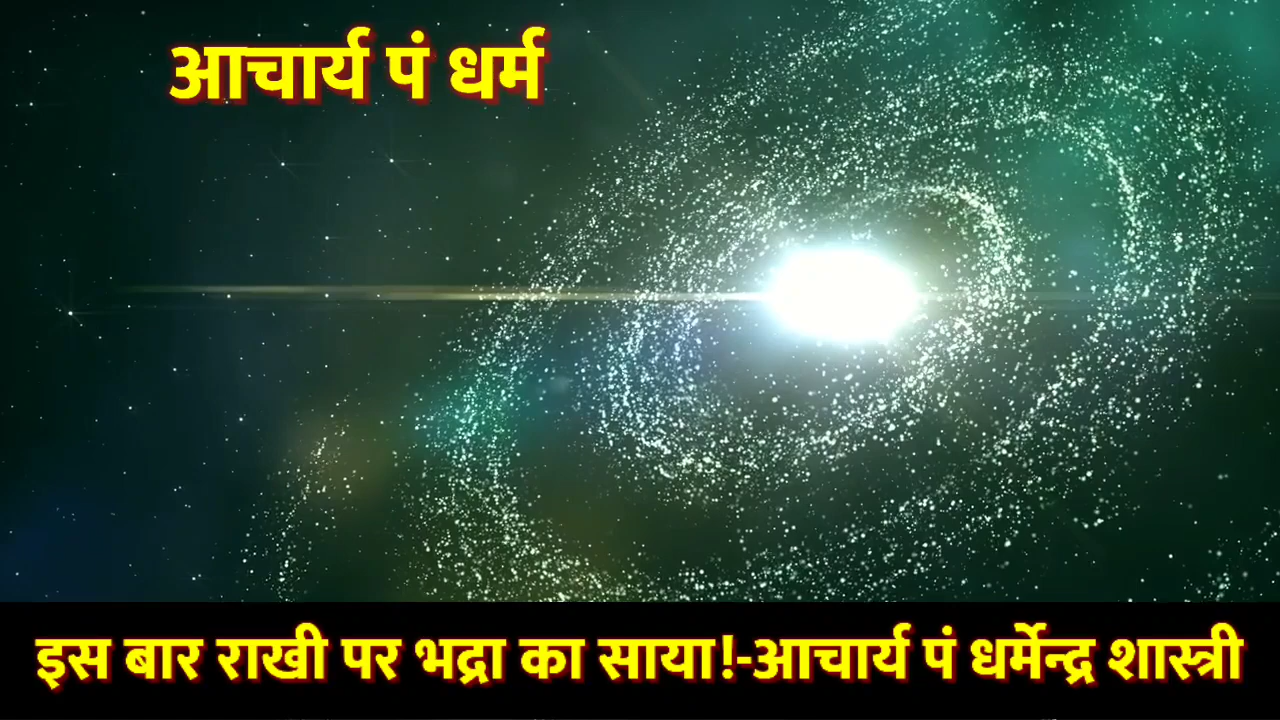 आचार्य पं धर्म
इस बार राखी पर भद्रा का साया!-आचार्य पं धर्मेन्द्र शास्त्री